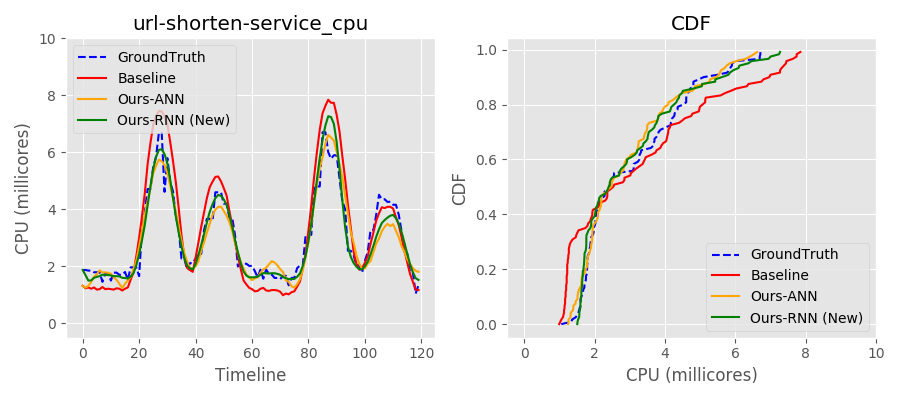 url-shorten-service_cpu
CPU (millicores)
10
8
6
4
2
0
GroundTruth
Baseline
Ours-ANN
Ours-RNN (New)
0 20 40 60 80 100 120
Timeline
CDF
CDF
1.0
0.8
0.6
0.4
0.2
0.0
GroundTruth
Baseline
Ours-ANN
Ours-RNN (New)
0 2 4 6 8 10
CPU (millicores)